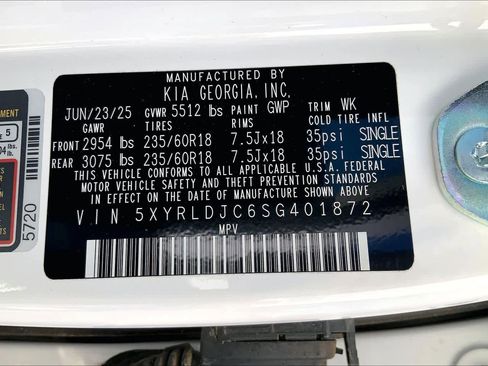 MANUFACTURED BY
KIA GEORGIA, INC.
JUN/23/25 GVWR 5512 lbs PAINT GWP TRIM WK
GAWR TIRES RIMS COLD TIRE INFL
FRONT 2954 lbs 235/60R18 7.5Jx18 35psi SINGLE
REAR 3075 lbs 235/60R18 7.5Jx18 35psi SINGLE
THIS VEHICLE CONFORMS TO ALL APPLICABLE U.S.A. FEDERAL
MOTOR VEHICLE SAFETY AND THEFT PREVENTION STANDARDS
IN EFFECT ON THE DATE OF MANUFACTURE SHOWN ABOVE.
VIN 5XYRLDJC6SG401872
MPV
5
5720